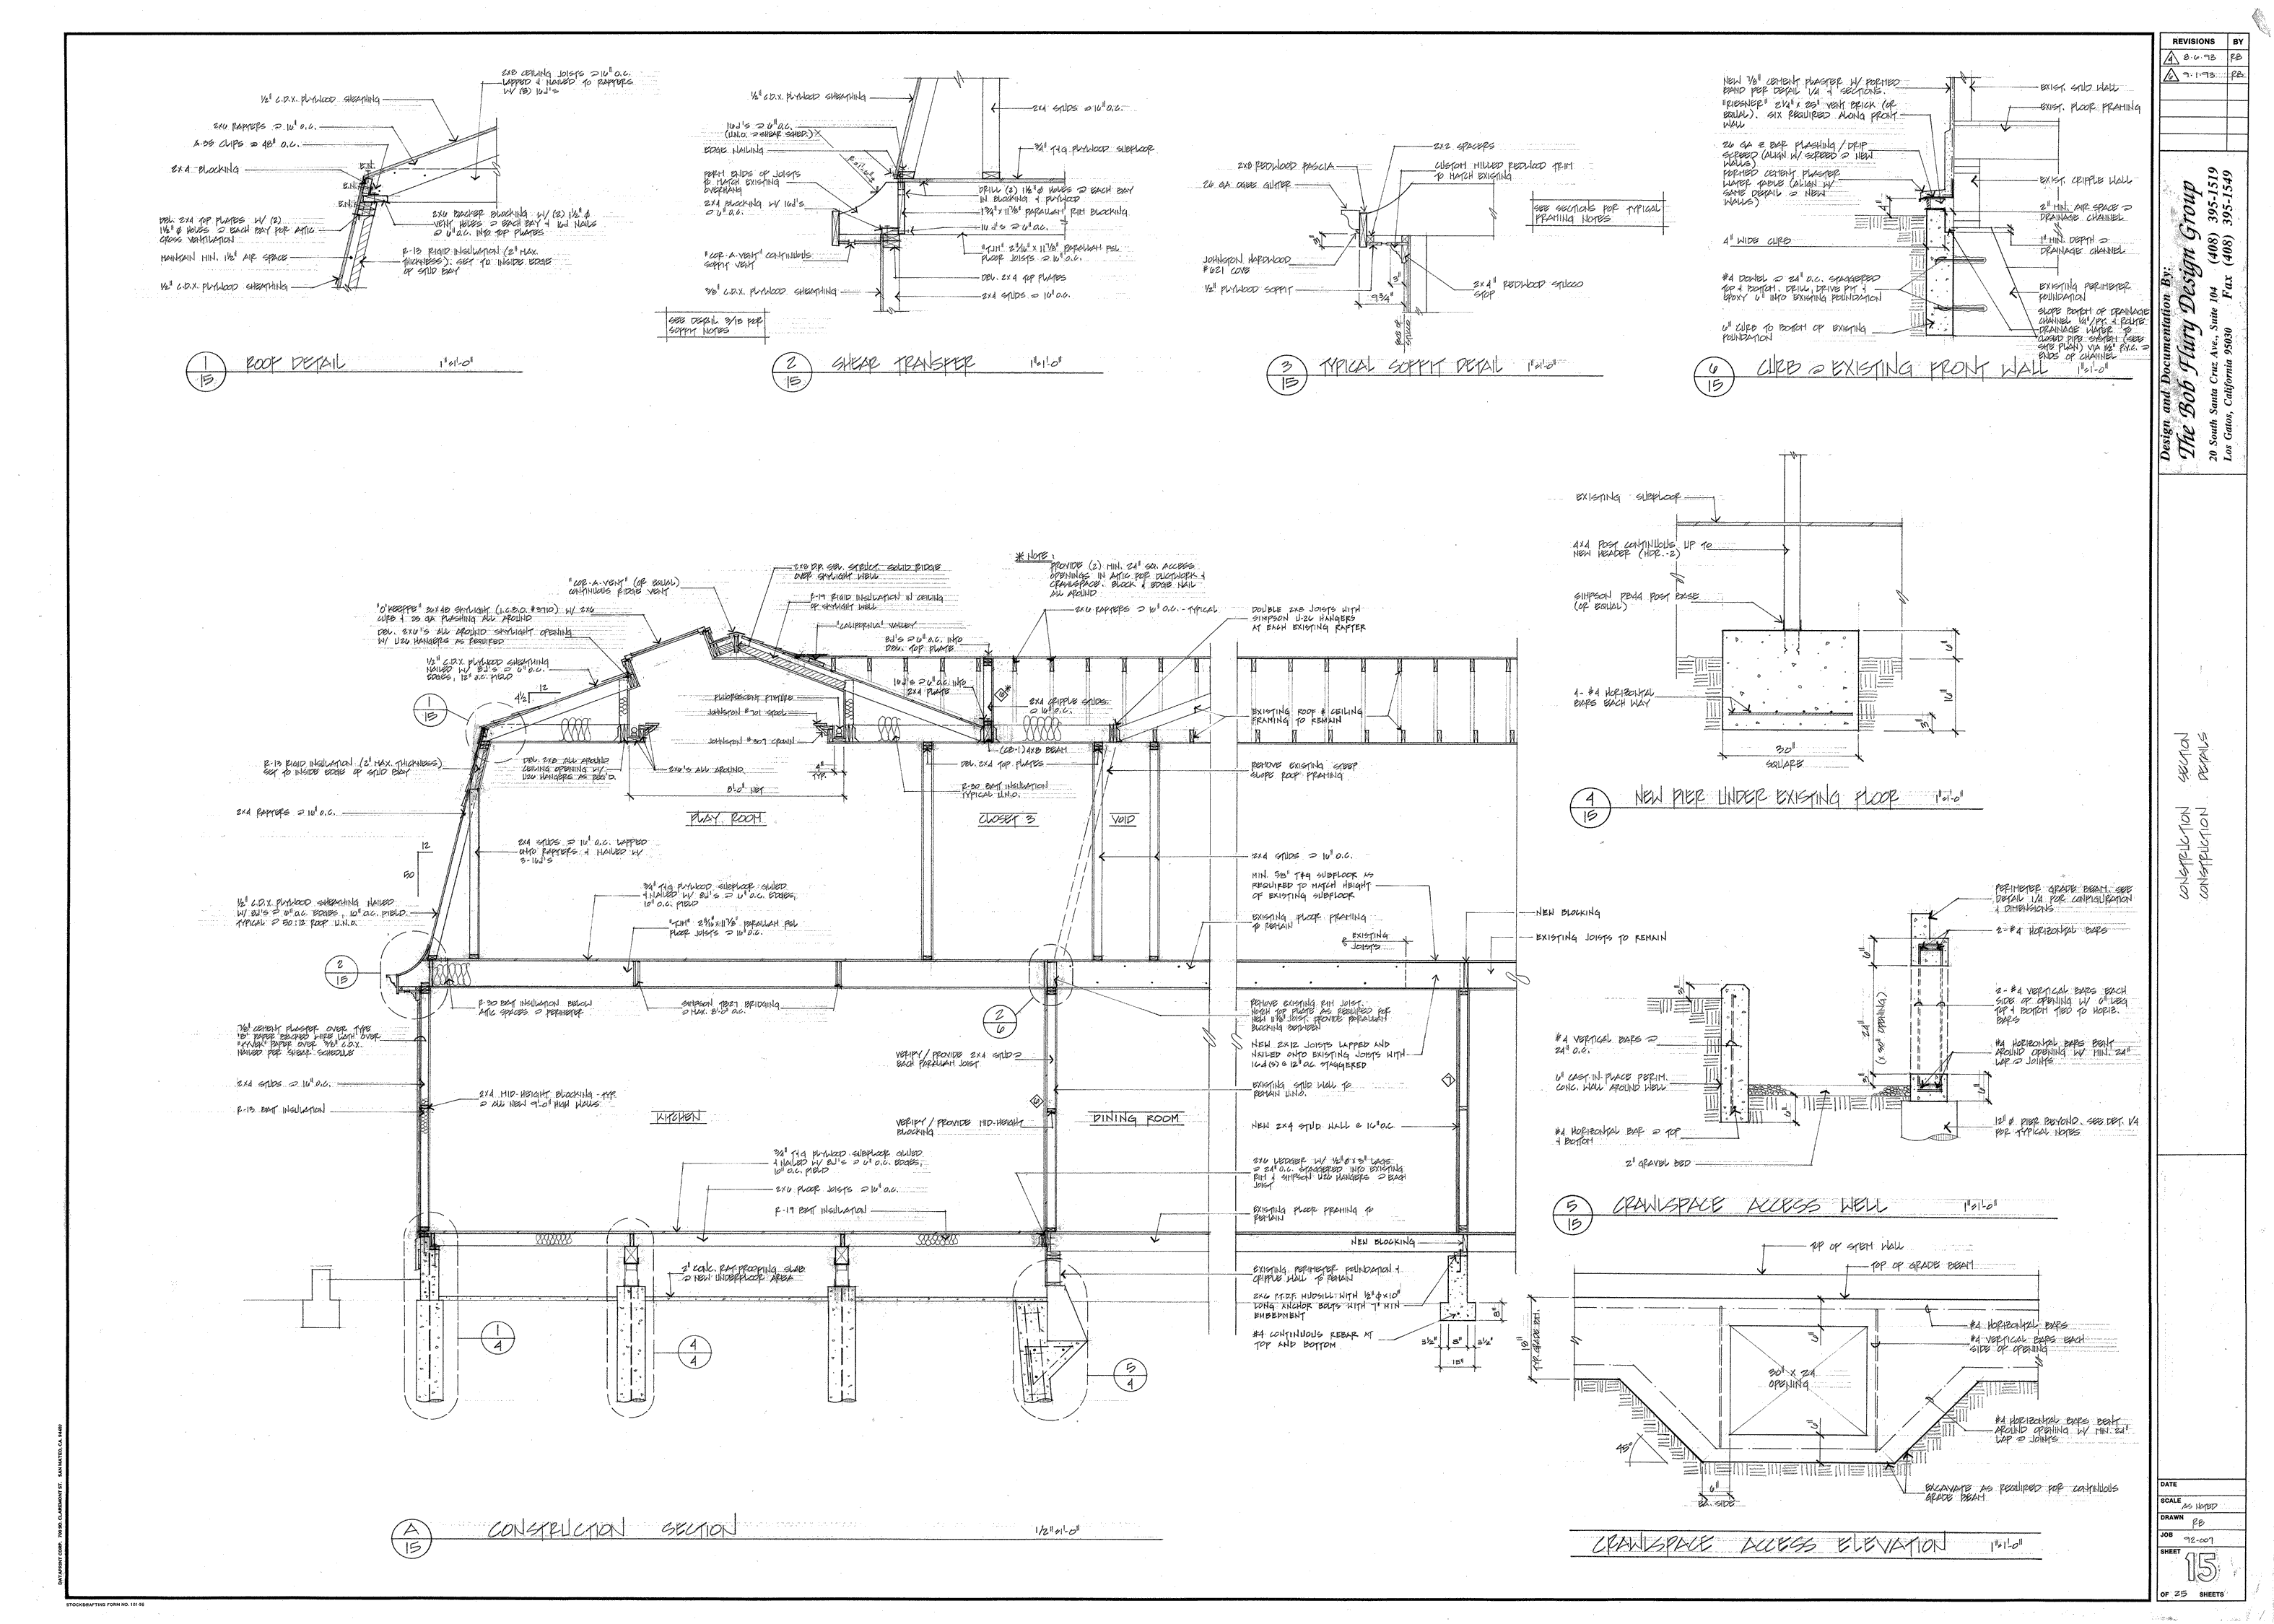 1/2" C.D.X. PLYWOOD SHEATHING
2X6 RAFTERS @ 16" O.C.
A-35 CLIPS @ 48" O.C.
2X4 BLOCKING
DBL. 2X4 TOP PLATES W/ (2)
1 1/2" φ HOLES @ EACH BAY FOR ATTIC
CROSS VENTILATION
MAINTAIN MIN. 1 1/2" AIR SPACE
1/2" C.D.X. PLYWOOD SHEATHING
2X8 CEILING JOISTS @ 16" O.C.
LAPPED & NAILED TO RAFTERS
W/ (3) 16d'S
E.N.
E.N.
E.N.
2X6 BACKER BLOCKING W/ (2) 1 1/2" φ
VENT HOLES @ EACH BAY & 16d NAILS
@ 6" O.C. INTO TOP PLATES
R-13 RIGID INSULATION (2" MAX.
THICKNESS). SET TO INSIDE EDGE
OF STUD BAY
1
15
ROOF DETAIL 1"=1'-0"
1/2" C.D.X. PLYWOOD SHEATHING
16d'S @ 6" O.C.
(U.N.O. @ SHEAR SCHED.)
EDGE NAILING
FORM ENDS OF JOISTS
TO MATCH EXISTING
OVERHANG
2X4 BLOCKING W/ 16d'S
@ 6" O.C.
"COR-A-VENT" CONTINUOUS
SOFFIT VENT
3/8" C.D.X. PLYWOOD SHEATHING
SEE DETAIL 3/15 FOR
SOFFIT NOTES
2X4 STUDS @ 16" O.C.
3/4" T&G PLYWOOD SUBFLOOR
DRILL (2) 1 1/2" φ HOLES @ EACH BAY
IN BLOCKING & PLYWOOD
1 3/4" X 11 7/8" PARALLAM RIM BLOCKING
16d'S @ 6" O.C.
"TJM" 2 11/16" X 11 7/8" PARALLAM PSL
FLOOR JOISTS @ 16" O.C.
DBL. 2X4 TOP PLATES
2X4 STUDS @ 16" O.C.
2
15
SHEAR TRANSFER 1"=1'-0"
2X8 REDWOOD FASCIA
26 GA OGEE GUTTER
JOHNSTON HARDWOOD
#621 COVE
1/2" PLYWOOD SOFFIT
2X2 SPACERS
CUSTOM MILLED REDWOOD TRIM
TO MATCH EXISTING
SEE SECTIONS FOR TYPICAL
FRAMING NOTES
2" X 4" REDWOOD STUCCO
STOP
3"
9 3/4"
FACE OF
STUCCO
3
15
TYPICAL SOFFIT DETAIL 1"=1'-0"
NEW 7/8" CEMENT PLASTER W/ FORMED
BAND PER DETAIL 1/4 & SECTIONS.
VENT BRICK (OR
EQUAL). SIX REQUIRED ALONG FRONT
WALL
26 GA Z BAR FLASHING / DRIP
SCREED (ALIGN W/ SCREED @ NEW
WALLS)
FORMED CEMENT PLASTER
WATER TABLE (ALIGN W/
SAME DETAIL @ NEW
WALLS)
4" WIDE CURB
#4 DOWEL @ 24" O.C. STAGGERED
TOP & BOTTOM. DRILL, DRIVE FIT &
EPOXY 6" INTO EXISTING FOUNDATION
6" CURB TO BOTTOM OF EXISTING
FOUNDATION
4"
EXIST. STUD WALL
EXIST. FLOOR FRAMING
EXIST. CRIPPLE WALL
2" MIN. AIR SPACE @
DRAINAGE CHANNEL
1" MIN. DEPTH @
DRAINAGE CHANNEL
EXISTING PERIMETER
FOUNDATION
SLOPE BOTTOM OF DRAINAGE
CHANNEL 1/4"/FT. & ROUTE
DRAINAGE WATER TO
CLOSED PIPE SYSTEM (SEE
SITE PLAN) VIA 1 1/2" P.V.C. @
ENDS OF CHANNEL
6
15
CURB @ EXISTING FRONT WALL 1"=1'-0"
REVISIONS BY
8-6-93 RB
9-1-93 RB
Design and Documentation By:
The Bob Flury Design Group
20 South Santa Cruz Ave., Suite 104 (408) 395-1519
Los Gatos, California 95030 Fax (408) 395-1549
CONSTRUCTION SECTION
CONSTRUCTION DETAILS
EXISTING SUBFLOOR
4X4 POST CONTINUOUS UP TO
NEW HEADER (HDR.-2)
SIMPSON PB44 POST BASE
(OR EQUAL)
4- #4 HORIZONTAL
BARS EACH WAY
6"
18"
3"
30"
SQUARE
4
15
NEW PIER UNDER EXISTING FLOOR 1"=1'-0"
* NOTE:
PROVIDE (2) MIN. 24" SQ. ACCESS
OPENINGS IN ATTIC FOR DUCTWORK &
CRAWLSPACE. BLOCK & EDGE NAIL
ALL AROUND
2X8 D.F. SEL. STRUCT. SOLID RIDGE
OVER SKYLIGHT WELL
"COR-A-VENT" (OR EQUAL)
CONTINUOUS RIDGE VENT
R-19 RIGID INSULATION IN CEILING
OF SKYLIGHT WELL
2X6 RAFTERS @ 16" O.C. - TYPICAL
DOUBLE 2X8 JOISTS WITH
SIMPSON U-26 HANGERS
AT EACH EXISTING RAFTER
"O'KEEFFE" 30X48 SKYLIGHT (I.C.B.O. #3710) W/ 2X6
CURB & 26 GA FLASHING ALL AROUND
DBL. 2X6'S ALL AROUND SKYLIGHT OPENING
W/ U26 HANGERS AS REQUIRED
"CALIFORNIA" VALLEY
8d'S @ 6" O.C. INTO
DBL. TOP PLATE
1/2" C.D.X. PLYWOOD SHEATHING
NAILED W/ 8d'S @ 6" O.C.
EDGES, 12" O.C. FIELD
12
4 1/2
16d'S @ 6" O.C. INTO
2X4 PLATE
1
15
FLUORESCENT FIXTURE
JOHNSTON #701 SPOOL
JOHNSTON #307 CROWN
2X4 CRIPPLE STUDS
@ 16" O.C.
EXISTING ROOF & CEILING
FRAMING TO REMAIN
(CB-1) 4X8 BEAM
R-13 RIGID INSULATION (2" MAX. THICKNESS)
SET TO INSIDE EDGE OF STUD BAY
DBL. 2X8 ALL AROUND
CEILING OPENING W/
U26 HANGERS AS REQ'D.
2X6'S ALL AROUND
4"
TYP.
8'-0" NET
DBL. 2X4 TOP PLATES
R-30 BATT INSULATION
TYPICAL U.N.O.
REMOVE EXISTING STEEP
SLOPE ROOF FRAMING
2X4 RAFTERS @ 16" O.C.
PLAY ROOM
CLOSET 3
VOID
2X4 STUDS @ 16" O.C. LAPPED
ONTO RAFTERS & NAILED W/
3-16d'S
12
50
2X4 STUDS @ 16" O.C.
MIN. 5/8" T&G SUBFLOOR AS
REQUIRED TO MATCH HEIGHT
OF EXISTING SUBFLOOR
3/4" T&G PLYWOOD SUBFLOOR GLUED
& NAILED W/ 8d'S @ 6" O.C. EDGES,
10" O.C. FIELD
1/2" C.D.X. PLYWOOD SHEATHING NAILED
W/ 8d'S @ 6" O.C. EDGES, 10" O.C. FIELD
TYPICAL @ 50:12 ROOF U.N.O.
"TJM" 2 11/16" X 11 7/8" PARALLAM PSL
FLOOR JOISTS @ 16" O.C.
EXISTING FLOOR FRAMING
TO REMAIN
EXISTING
JOISTS
NEW BLOCKING
EXISTING JOISTS TO REMAIN
2
15
R-30 BATT INSULATION BELOW
ATTIC SPACES @ PERIMETER
SIMPSON TB27 BRIDGING
@ MAX. 8'-0" O.C.
2
6
REMOVE EXISTING RIM JOIST.
NOTCH TOP PLATE AS REQUIRED FOR
NEW 11 7/8" JOIST. PROVIDE PARALLAM
BLOCKING BETWEEN
7/8" CEMENT PLASTER OVER TYPE
"D" PAPER BACKED WIRE LATH OVER
"TYVEK" PAPER OVER 3/8" C.D.X.
NAILED PER SHEAR SCHEDULE
VERIFY / PROVIDE 2X4 STUD @
EACH PARALLAM JOIST
NEW 2X12 JOISTS LAPPED AND
NAILED ONTO EXISTING JOISTS WITH
16d (S) @ 12" O.C. STAGGERED
2X4 STUDS @ 16" O.C.
2X4 MID-HEIGHT BLOCKING - TYP.
@ ALL NEW 9'-0" HIGH WALLS
R-13 BATT INSULATION
EXISTING STUD WALL TO
REMAIN U.N.O.
7
KITCHEN
DINING ROOM
VERIFY / PROVIDE MID-HEIGHT
BLOCKING
NEW 2X4 STUD WALL @ 16" O.C.
3/4" T&G PLYWOOD SUBFLOOR GLUED
& NAILED W/ 8d'S @ 6" O.C. EDGES,
10" O.C. FIELD
2X6 LEDGER W/ 1/2" φ X 3" LAGS
@ 24" O.C. STAGGERED INTO EXISTING
RIM & SIMPSON U26 HANGERS @ EACH
JOIST
2X6 FLOOR JOISTS @ 16" O.C.
R-19 BATT INSULATION
EXISTING FLOOR FRAMING TO
REMAIN
NEW BLOCKING
2" CONC. RATPROOFING SLAB
@ NEW UNDERFLOOR AREA
EXISTING PERIMETER FOUNDATION &
CRIPPLE WALL TO REMAIN
2X6 P.T.D.F. MUDSILL WITH 1/2" φ X 10"
LONG ANCHOR BOLTS WITH 7" MIN
EMBEDMENT
#4 CONTINUOUS REBAR AT
TOP AND BOTTOM
8"
3 1/2" 8" 3 1/2"
15"
1
4
4
4
5
4
A
15
CONSTRUCTION SECTION 1/2"=1'-0"
PERIMETER GRADE BEAM. SEE
DETAIL 1/4 FOR CONFIGURATION
& DIMENSIONS
2-#4 HORIZONTAL BARS
6"
24"
(X 30" OPENING)
3"
2-#4 VERTICAL BARS EACH
SIDE OF OPENING W/ 6" LEG
TOP & BOTTOM TIED TO HORIZ.
BARS
#4 VERTICAL BARS @
24" O.C.
#4 HORIZONTAL BARS BENT
AROUND OPENING W/ MIN. 24"
LAP @ JOINTS
6" CAST-IN-PLACE PERIM.
CONC. WALL AROUND WELL
6"
6"
#4 HORIZONTAL BAR @ TOP
& BOTTOM
12" φ PIER BEYOND. SEE DET. 1/4
FOR TYPICAL NOTES
2" GRAVEL BED
5
15
CRAWLSPACE ACCESS WELL 1"=1'-0"
TOP OF STEM WALL
TOP OF GRADE BEAM
TYP. GRADE BM.
6"
#4 HORIZONTAL BARS
#4 VERTICAL BARS EACH
SIDE OF OPENING
30" X 24
OPENING
6"
#4 HORIZONTAL BARS BENT
AROUND OPENING W/ MIN. 24"
LAP @ JOINTS
45°
6"
EA. SIDE
EXCAVATE AS REQUIRED FOR CONTINUOUS
GRADE BEAM
CRAWLSPACE ACCESS ELEVATION 1"=1'-0"
DATE
SCALE AS NOTED
DRAWN RB
JOB 92-007
SHEET
15
OF 25 SHEETS
DATAPRINT CORP. 700 SO. CLAREMONT ST. SAN MATEO, CA. 94402
STOCKDRAFTING FORM NO. 101-56